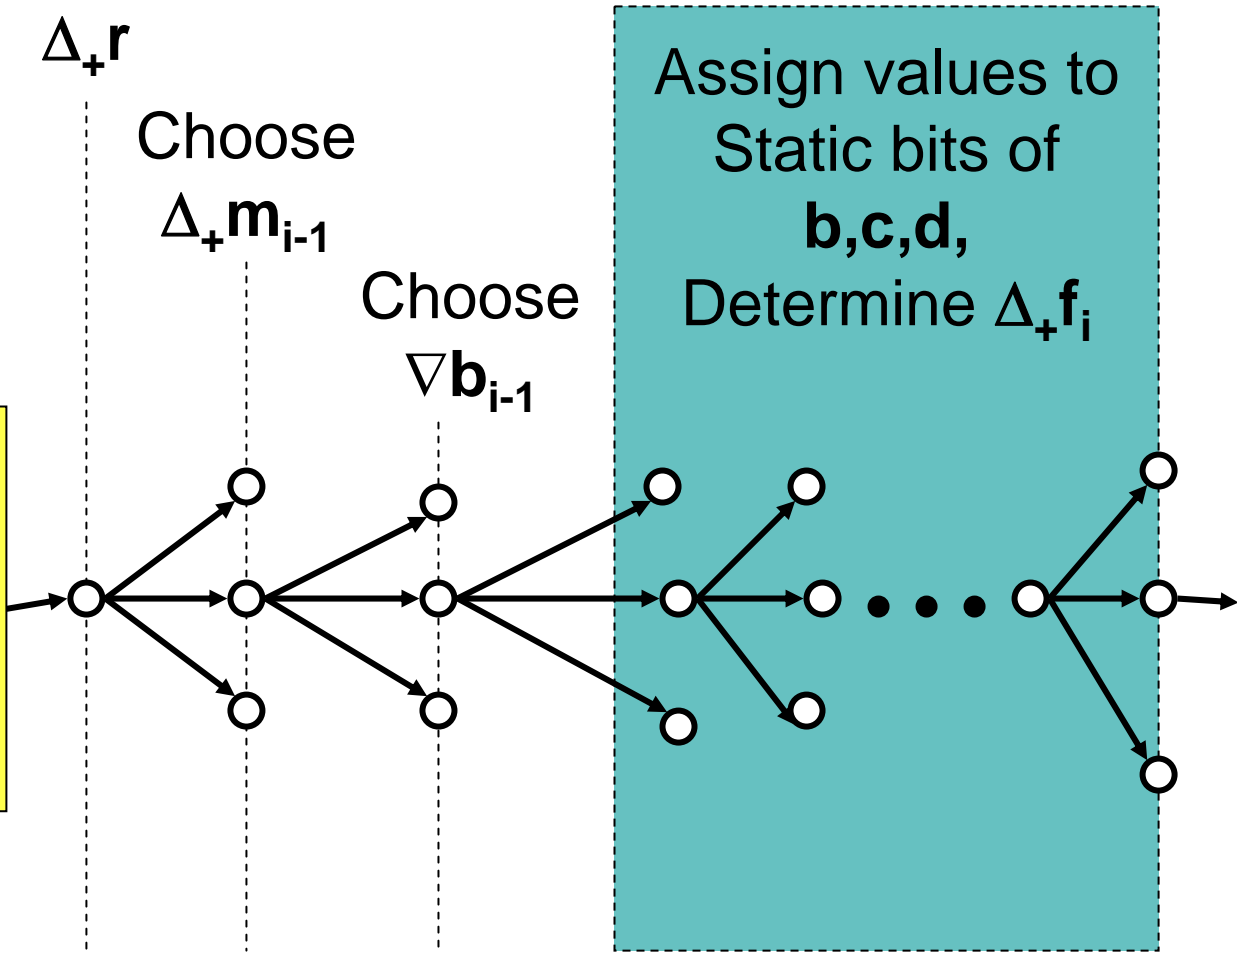 Δ₊r
Choose
Δ₊mᵢ₋₁
Choose
∇bᵢ₋₁
Assign values to
Static bits of
b,c,d,
Determine Δ₊fᵢ